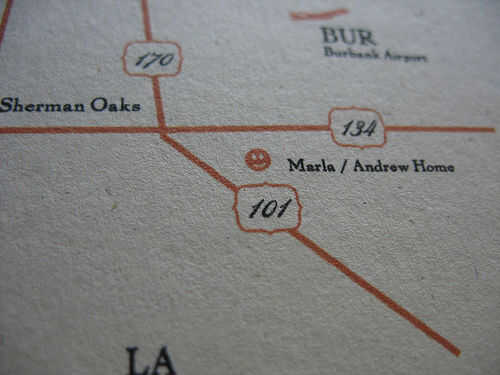 BUR
Burbank Airport
170
Sherman Oaks
134
Marla / Andrew Home
101
LA